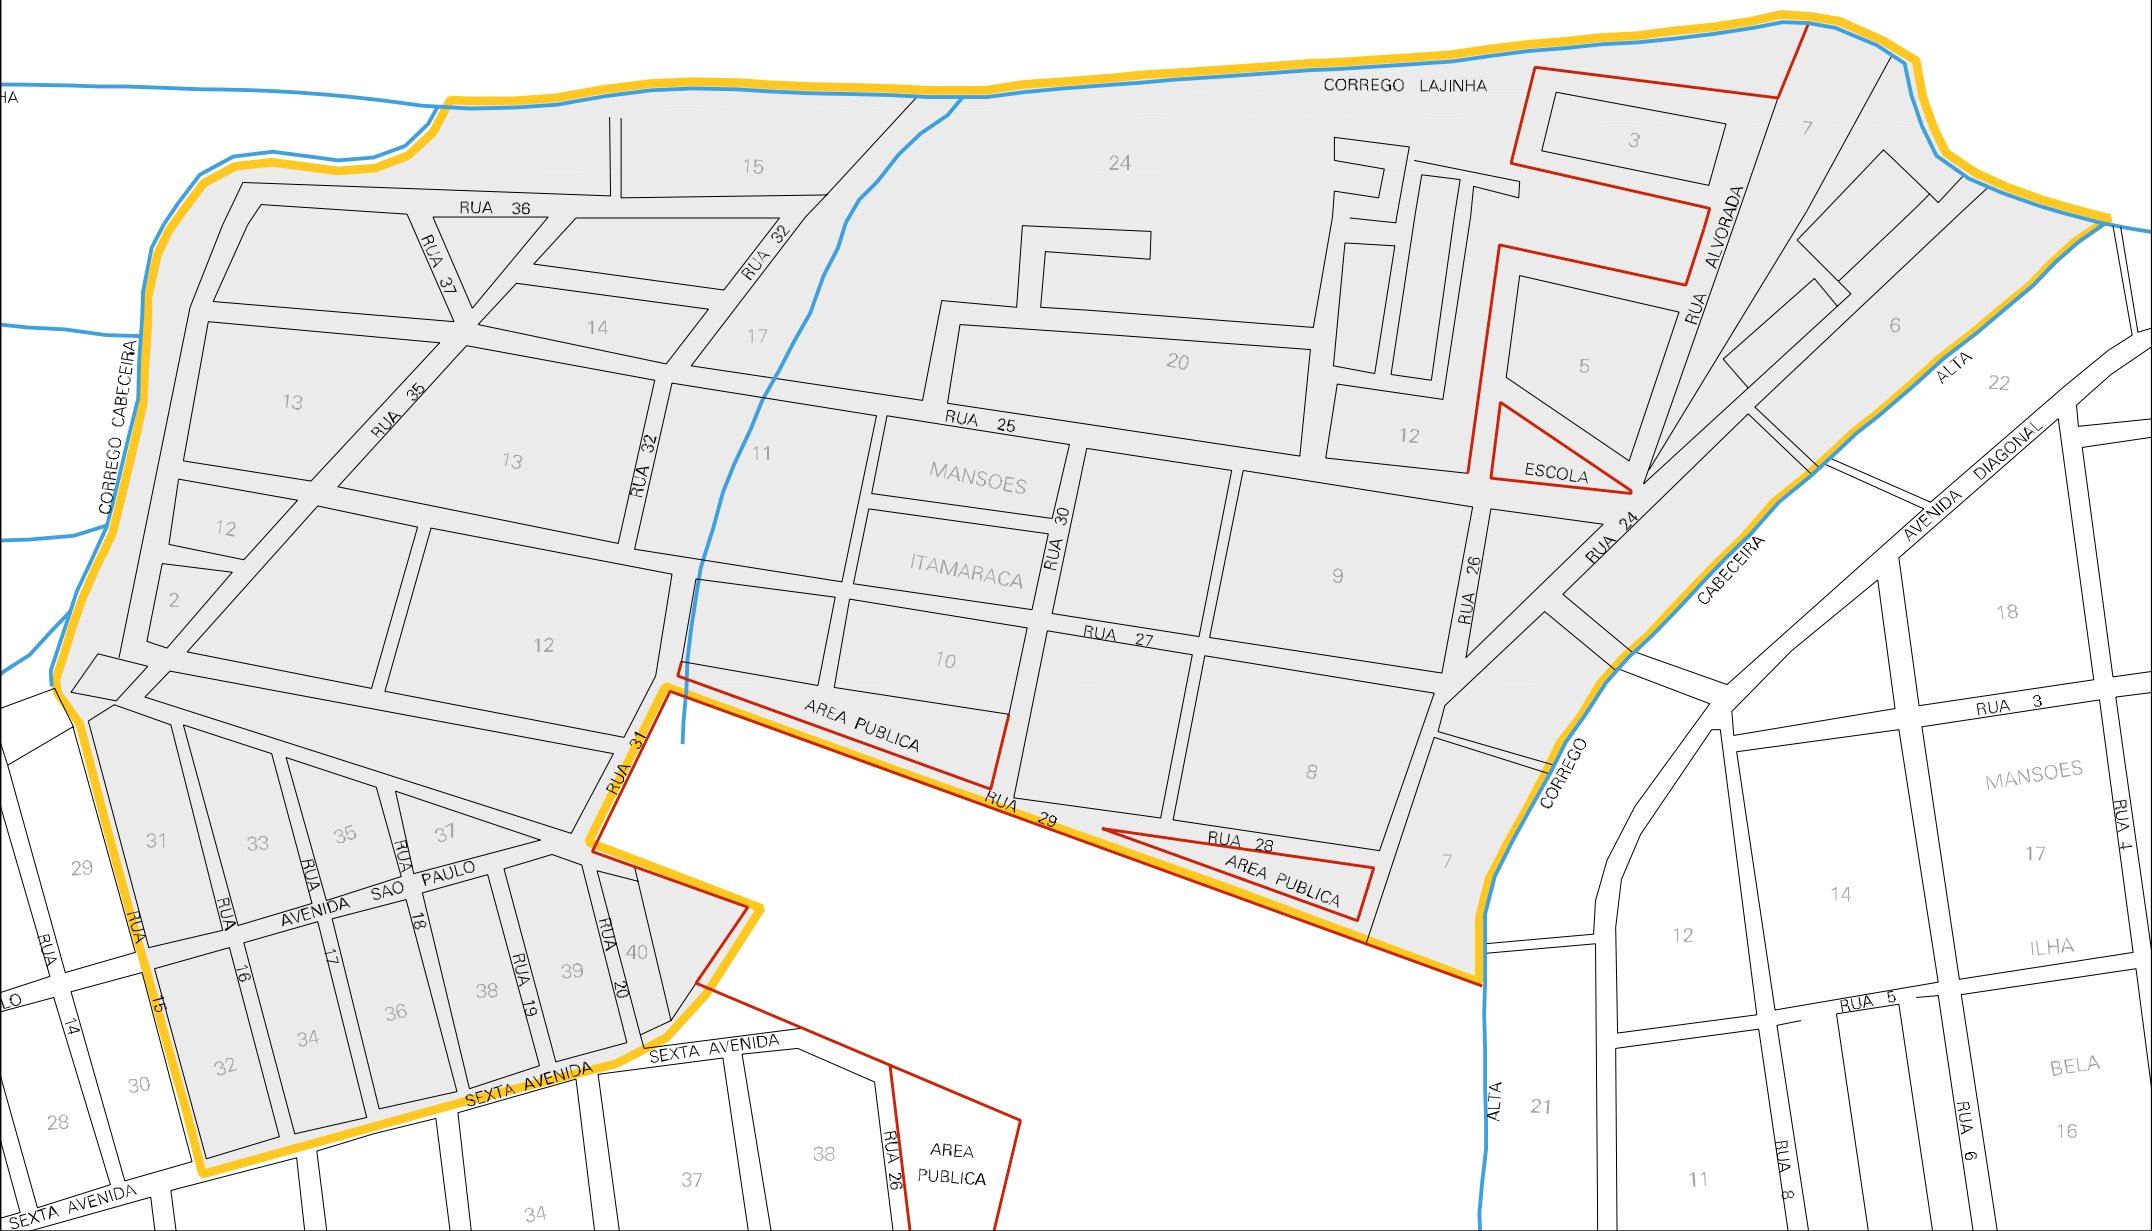 CORREGO LAJINHA
HA
3
7
15
24
RUA 36
RUA 37
RUA 32
RUA ALVORADA
14
17
20
5
6
22
ALTA
CORREGO CABECEIRA
13
RUA 35
13
RUA 32
11
RUA 25
MANSOES
12
ESCOLA
AVENIDA DIAGONAL
12
ITAMARACA
RUA 30
9
RUA 26
RUA 24
CABECEIRA
2
12
10
RUA 27
18
RUA 3
AREA PUBLICA
RUA 31
8
CORREGO
MANSOES
17
RUA 4
RUA 29
RUA 28
AREA PUBLICA
7
14
12
ILHA
29
31
33
35
37
RUA
RUA
RUA
RUA
RUA
AVENIDA SAO PAULO
LO
14
15
16
17
18
RUA 19
RUA 20
40
39
38
36
34
32
30
28
RUA 5
SEXTA AVENIDA
SEXTA AVENIDA
SEXTA AVENIDA
34
37
38
RUA 26
AREA
PUBLICA
ALTA
21
11
RUA 8
RUA 6
BELA
16